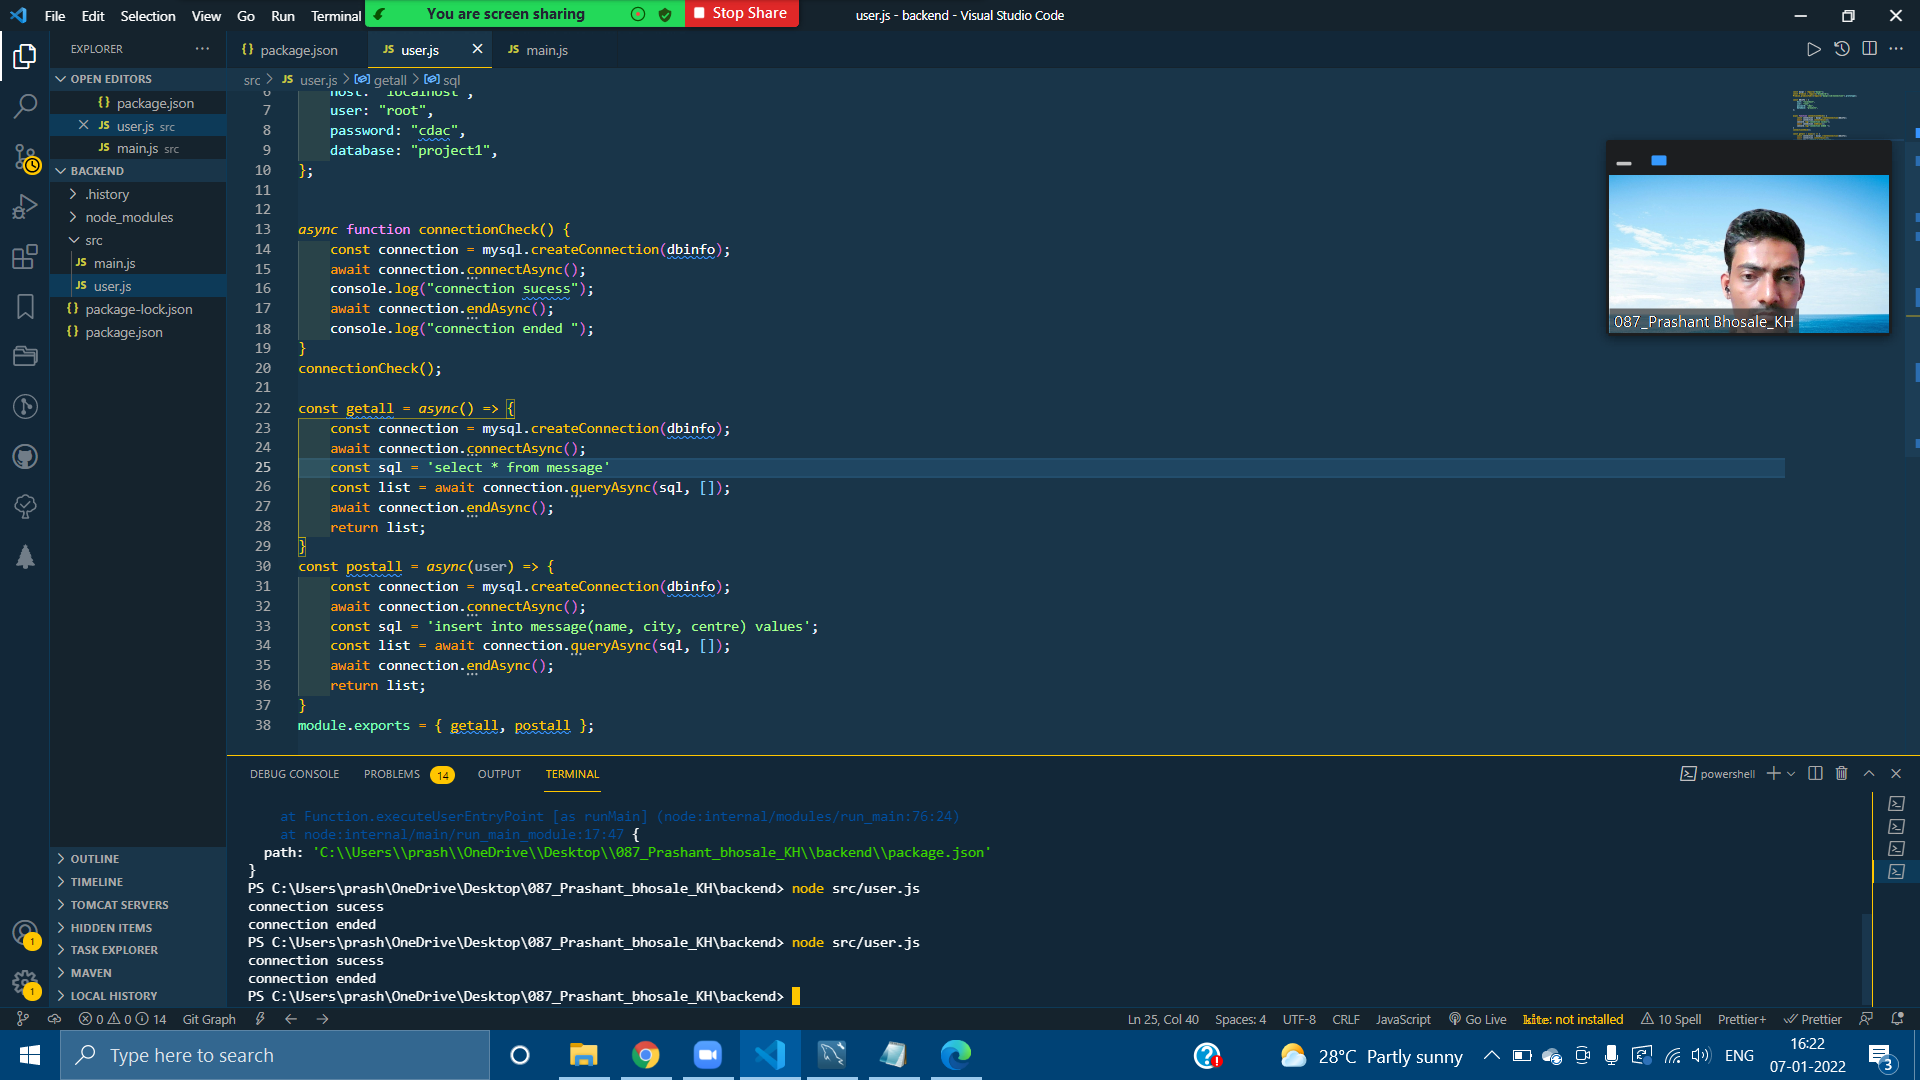 File Edit Selection View Go Run Terminal
You are screen sharing
Stop Share
user.js - backend - Visual Studio Code
EXPLORER
package.json
JS user.js
JS main.js
OPEN EDITORS
{} package.json
JS user.js src
JS main.js src
BACKEND
.history
node_modules
src
JS main.js
JS user.js
{} package-lock.json
{} package.json
OUTLINE
TIMELINE
TOMCAT SERVERS
HIDDEN ITEMS
TASK EXPLORER
MAVEN
LOCAL HISTORY
src > JS user.js > getall > sql
6 host: "localhost",
7 user: "root",
8 password: "cdac",
9 database: "project1",
10 };
11
12
13 async function connectionCheck() {
14 const connection = mysql.createConnection(dbinfo);
15 await connection.connectAsync();
16 console.log("connection sucess");
17 await connection.endAsync();
18 console.log("connection ended ");
19 }
20 connectionCheck();
21
22 const getall = async() => {
23 const connection = mysql.createConnection(dbinfo);
24 await connection.connectAsync();
25 const sql = 'select * from message'
26 const list = await connection.queryAsync(sql, []);
27 await connection.endAsync();
28 return list;
29 }
30 const postall = async(user) => {
31 const connection = mysql.createConnection(dbinfo);
32 await connection.connectAsync();
33 const sql = 'insert into message(name, city, centre) values';
34 const list = await connection.queryAsync(sql, []);
35 await connection.endAsync();
36 return list;
37 }
38 module.exports = { getall, postall };
087_Prashant Bhosale_KH
DEBUG CONSOLE PROBLEMS 14 OUTPUT TERMINAL
powershell
at Function.executeUserEntryPoint [as runMain] (node:internal/modules/run_main:76:24)
at node:internal/main/run_main_module:17:47 {
path: 'C:\\Users\\prash\\OneDrive\\Desktop\\087_Prashant_bhosale_KH\\backend\\package.json'
}
PS C:\Users\prash\OneDrive\Desktop\087_Prashant_bhosale_KH\backend> node src/user.js
connection sucess
connection ended
PS C:\Users\prash\OneDrive\Desktop\087_Prashant_bhosale_KH\backend> node src/user.js
connection sucess
connection ended
PS C:\Users\prash\OneDrive\Desktop\087_Prashant_bhosale_KH\backend>
1
1
0 0 14 Git Graph
Ln 25, Col 40 Spaces: 4 UTF-8 CRLF JavaScript Go Live kite: not installed 10 Spell Prettier+ Prettier
Type here to search
28°C Partly sunny
ENG
16:22
07-01-2022
3